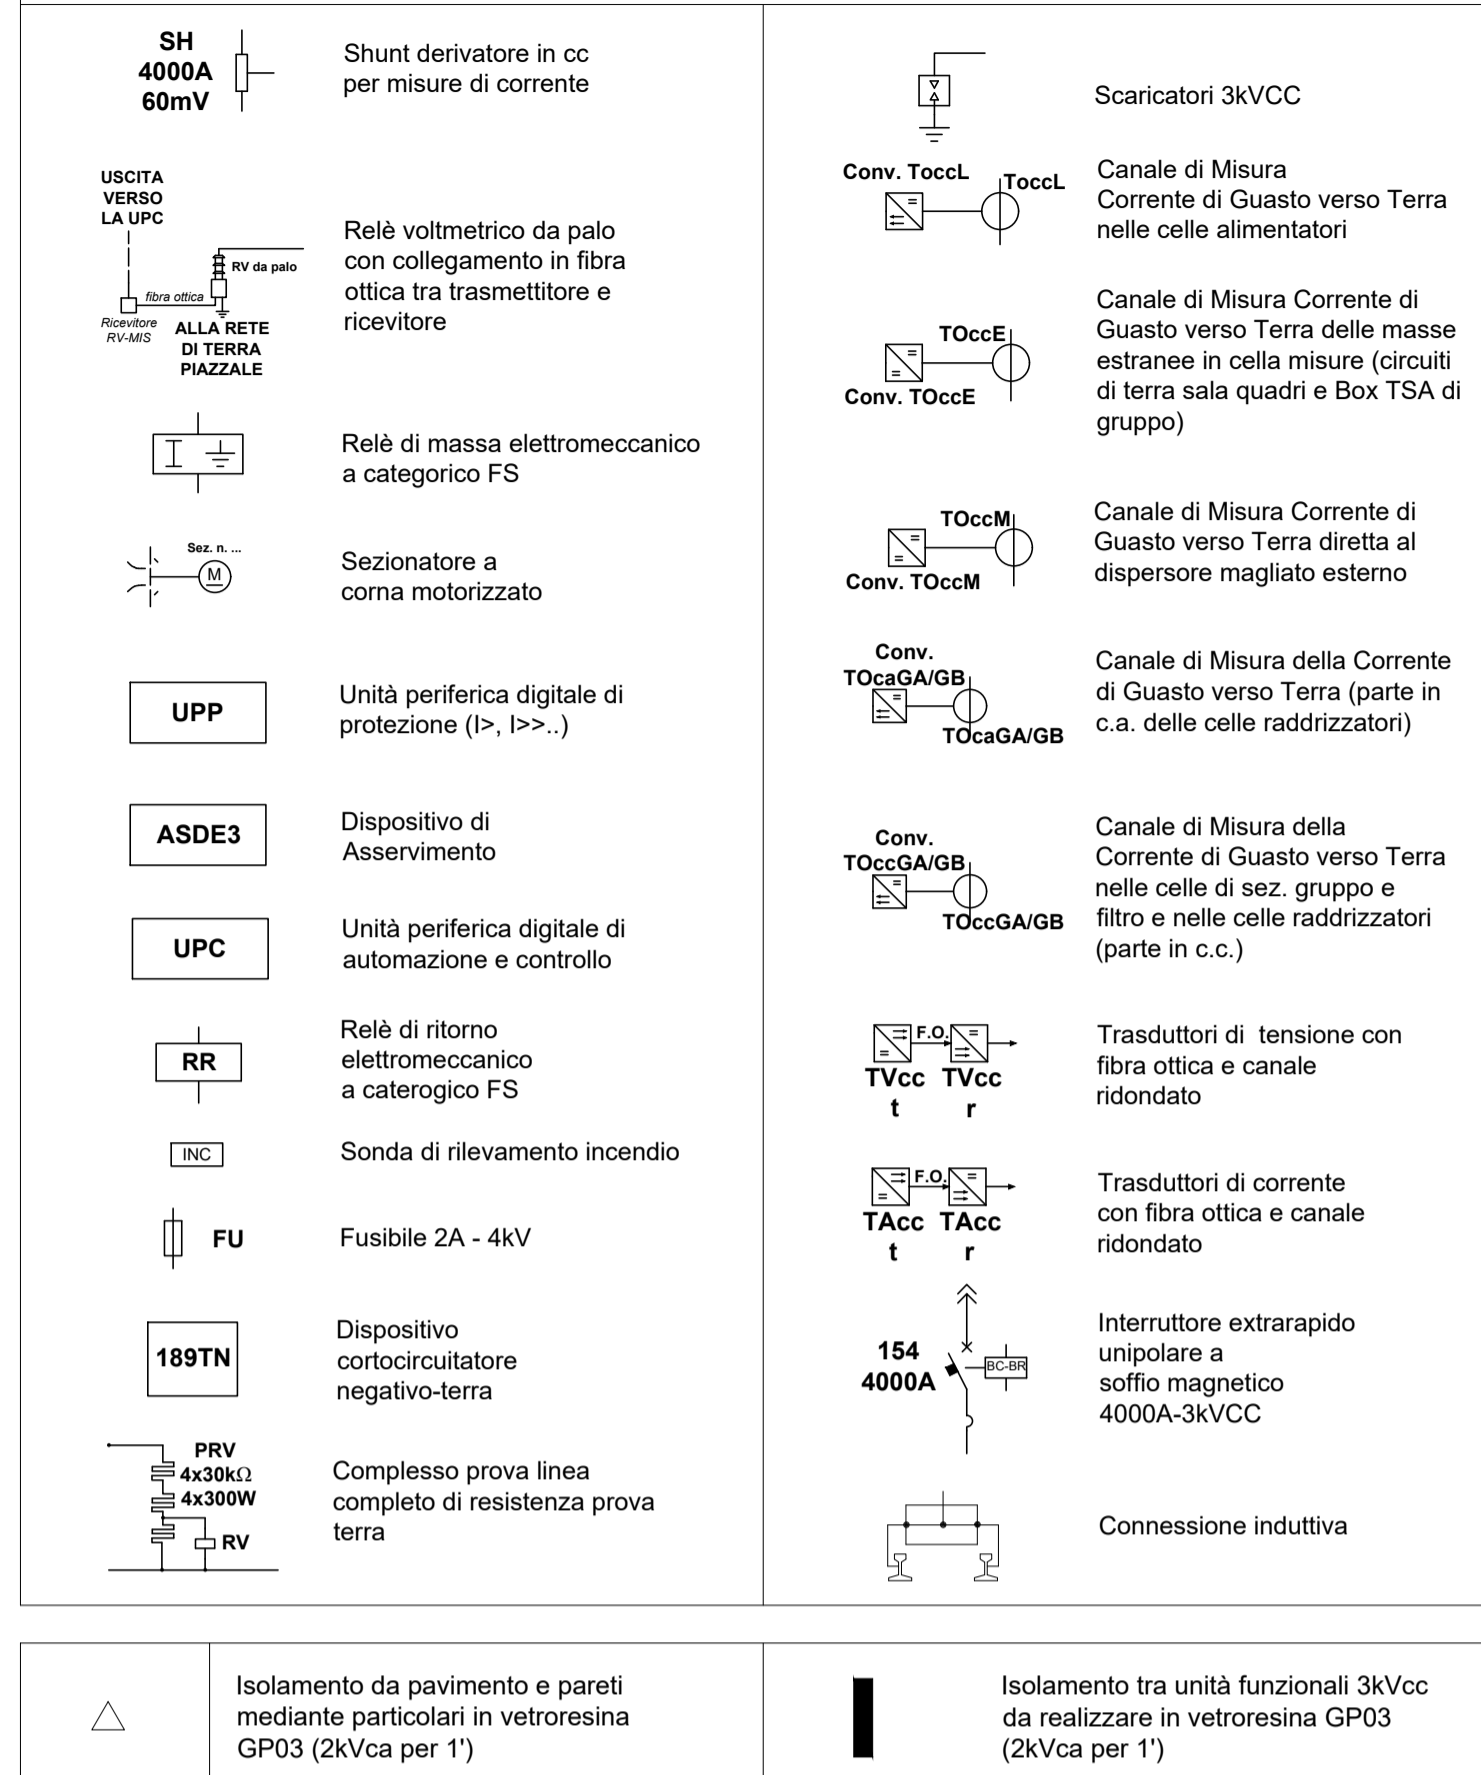 SH
4000A
60mV
Shunt derivatore in cc
per misure di corrente
USCITA
VERSO
LA UPC
RV da palo
fibra ottica
Ricevitore
RV-MIS
ALLA RETE
DI TERRA
PIAZZALE
Relè voltmetrico da palo
con collegamento in fibra
ottica tra trasmettitore e
ricevitore
Relè di massa elettromeccanico
a categorico FS
Sez. n. ...
M
Sezionatore a
corna motorizzato
UPP
Unità periferica digitale di
protezione (I>, I>>..)
ASDE3
Dispositivo di
Asservimento
UPC
Unità periferica digitale di
automazione e controllo
RR
Relè di ritorno
elettromeccanico
a caterogico FS
INC
Sonda di rilevamento incendio
FU
Fusibile 2A - 4kV
189TN
Dispositivo
cortocircuitatore
negativo-terra
PRV
4x30kΩ
4x300W
RV
Complesso prova linea
completo di resistenza prova
terra
Scaricatori 3kVCC
Conv. ToccL
ToccL
Canale di Misura
Corrente di Guasto verso Terra
nelle celle alimentatori
TOccE
Conv. TOccE
Canale di Misura Corrente di
Guasto verso Terra delle masse
estranee in cella misure (circuiti
di terra sala quadri e Box TSA di
gruppo)
TOccM
Conv. TOccM
Canale di Misura Corrente di
Guasto verso Terra diretta al
dispersore magliato esterno
Conv.
TOcaGA/GB
TOcaGA/GB
Canale di Misura della Corrente
di Guasto verso Terra (parte in
c.a. delle celle raddrizzatori)
Conv.
TOccGA/GB
TOccGA/GB
Canale di Misura della
Corrente di Guasto verso Terra
nelle celle di sez. gruppo e
filtro e nelle celle raddrizzatori
(parte in c.c.)
F.O.
TVcc TVcc
t r
Trasduttori di tensione con
fibra ottica e canale
ridondato
F.O.
TAcc TAcc
t r
Trasduttori di corrente
con fibra ottica e canale
ridondato
154
4000A
BC-BR
Interruttore extrarapido
unipolare a
soffio magnetico
4000A-3kVCC
Connessione induttiva
Isolamento da pavimento e pareti
mediante particolari in vetroresina
GP03 (2kVca per 1')
Isolamento tra unità funzionali 3kVcc
da realizzare in vetroresina GP03
(2kVca per 1')